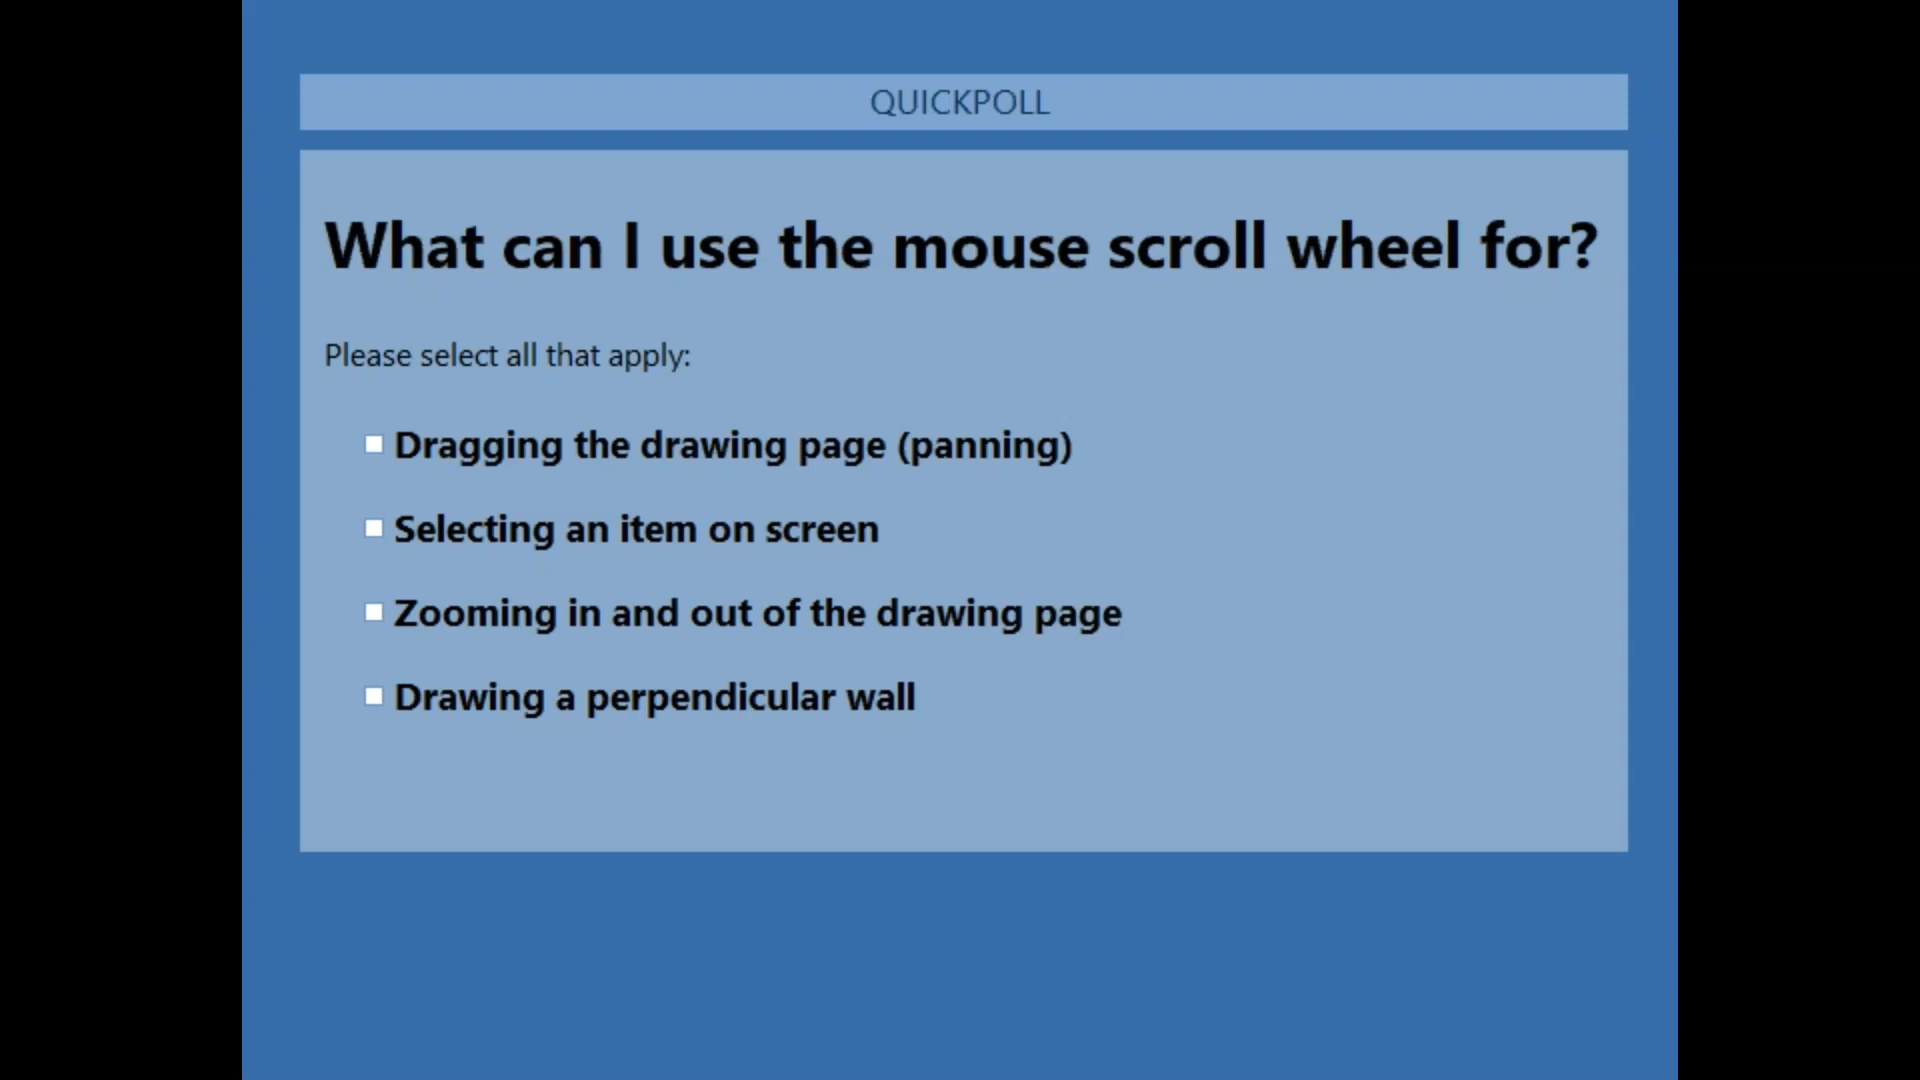 QUICKPOLL
What can I use the mouse scroll wheel for?
Please select all that apply:
Dragging the drawing page (panning)
Selecting an item on screen
Zooming in and out of the drawing page
Drawing a perpendicular wall